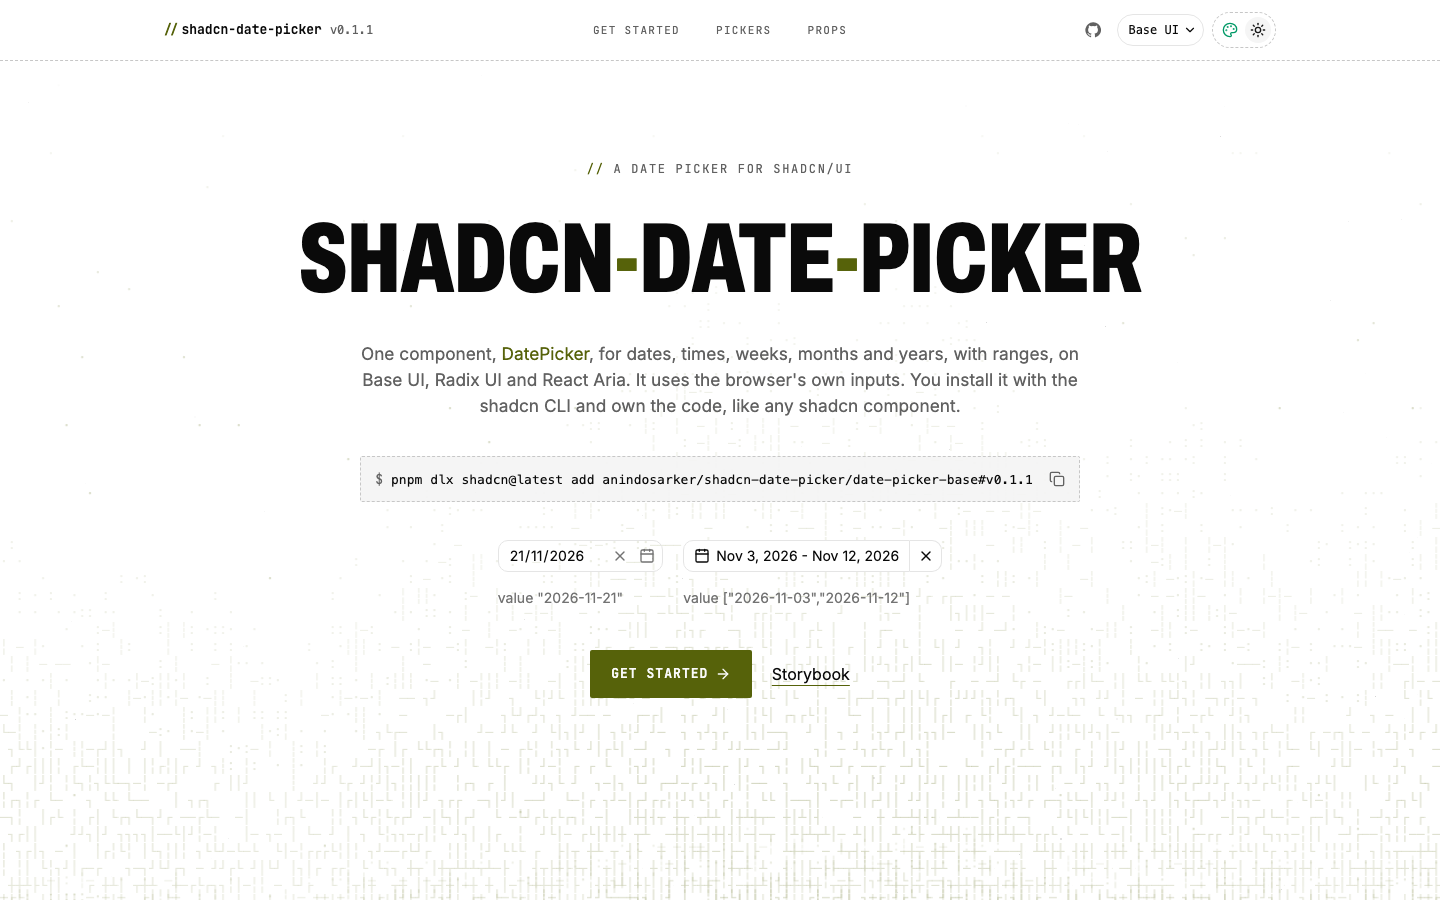 // shadcn-date-picker v0.1.1
GET STARTED
PICKERS
PROPS
Base UI
// A DATE PICKER FOR SHADCN/UI
SHADCN-DATE-PICKER
One component, DatePicker, for dates, times, weeks, months and years, with ranges, on
Base UI, Radix UI and React Aria. It uses the browser's own inputs. You install it with the
shadcn CLI and own the code, like any shadcn component.
$ pnpm dlx shadcn@latest add anindosarker/shadcn-date-picker/date-picker-base#v0.1.1
21/11/2026
Nov 3, 2026 - Nov 12, 2026
value "2026-11-21"
value ["2026-11-03","2026-11-12"]
GET STARTED →
Storybook